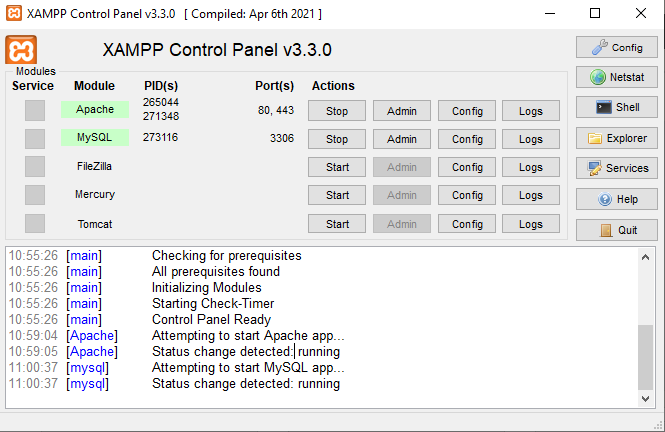 XAMPP Control Panel v3.3.0 [ Compiled: Apr 6th 2021 ]
XAMPP Control Panel v3.3.0
Config
Modules
Service Module PID(s) Port(s) Actions
Netstat
Apache 265044 271348 80, 443 Stop Admin Config Logs
Shell
MySQL 273116 3306 Stop Admin Config Logs
Explorer
FileZilla Start Admin Config Logs
Services
Mercury Start Admin Config Logs
Help
Tomcat Start Admin Config Logs
Quit
10:55:26 [main] Checking for prerequisites
10:55:26 [main] All prerequisites found
10:55:26 [main] Initializing Modules
10:55:26 [main] Starting Check-Timer
10:55:26 [main] Control Panel Ready
10:59:04 [Apache] Attempting to start Apache app...
10:59:05 [Apache] Status change detected: running
11:00:37 [mysql] Attempting to start MySQL app...
11:00:37 [mysql] Status change detected: running